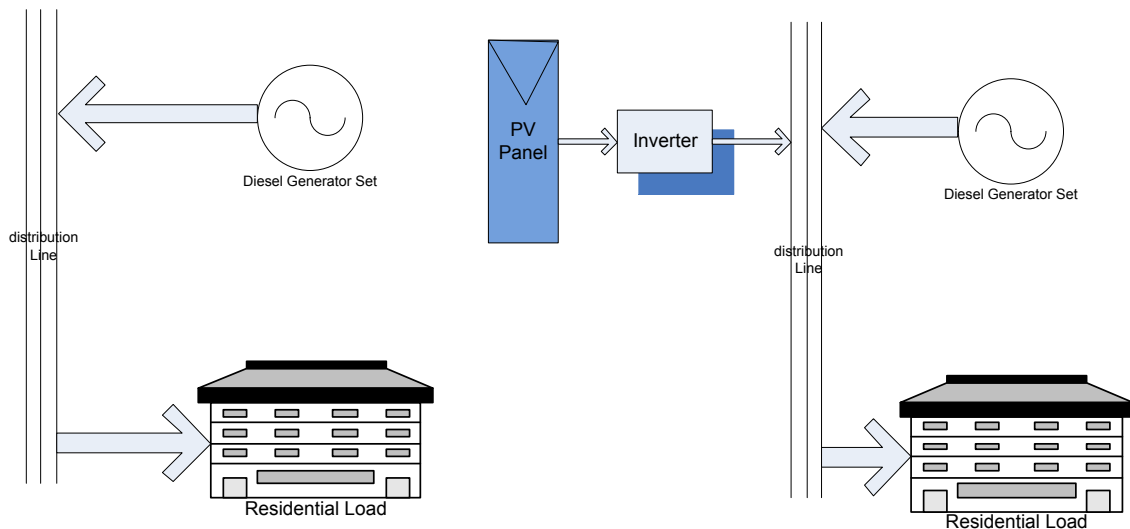 Diesel Generator Set
distribution
Line
Residential Load
PV
Panel
Inverter
Diesel Generator Set
distribution
Line
Residential Load